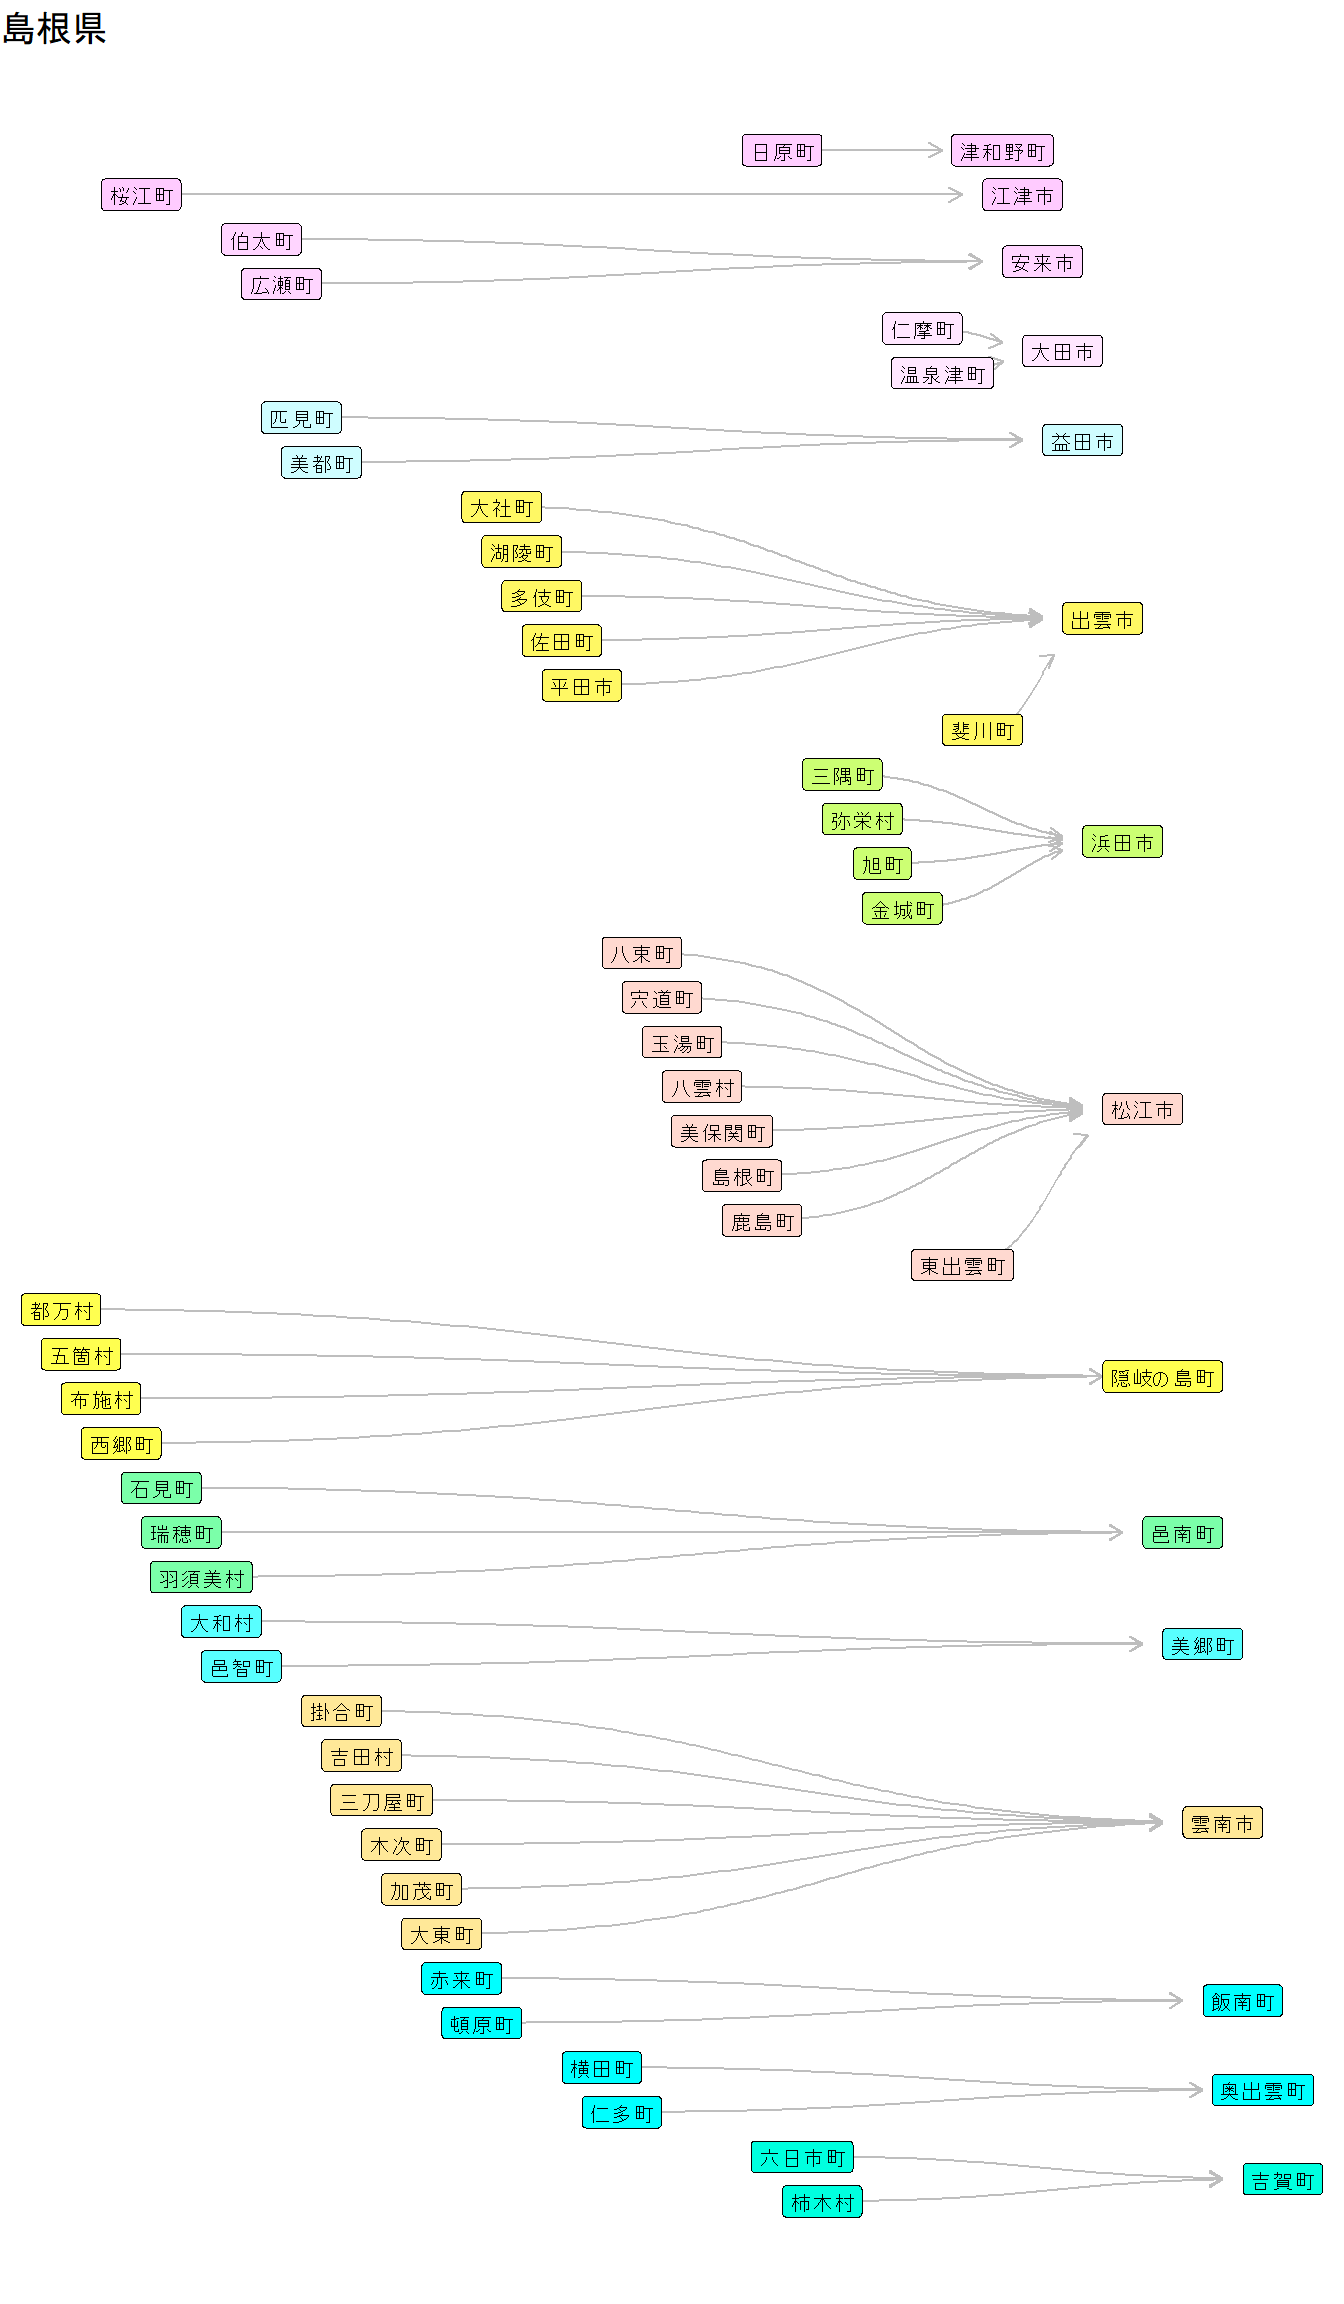 島根県
日原町 津和野町
桜江町 江津市
伯太町
安来市
広瀬町
仁摩町
大田市
温泉津町
匹見町
益田市
美都町
大社町
湖陵町
多伎町
出雲市
佐田町
平田市
斐川町
三隅町
弥栄村
浜田市
旭町
金城町
八束町
穴道町
玉湯町
八雲村
松江市
美保関町
島根町
鹿島町
東出雲町
都万村
五箇村
隠岐の島町
布施村
西郷町
石見町
瑞穂町 邑南町
羽須美村
大和村
美郷町
邑智町
掛合町
吉田村
三刀屋町
雲南市
木次町
加茂町
大東町
赤来町
飯南町
頓原町
横田町
奥出雲町
仁多町
六日市町
吉賀町
柿木村